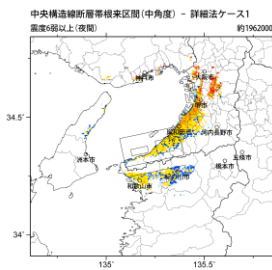 中央構造線断層帯根来区間(中角度) － 詳細法ケース1
震度6弱以上(夜間)
約1962000
神戸市
大阪市
堺市
34.5˚
岸和田市
河内長野市
洲本市
五條市
橋本市
和歌山市
34˚
135˚
135.5˚